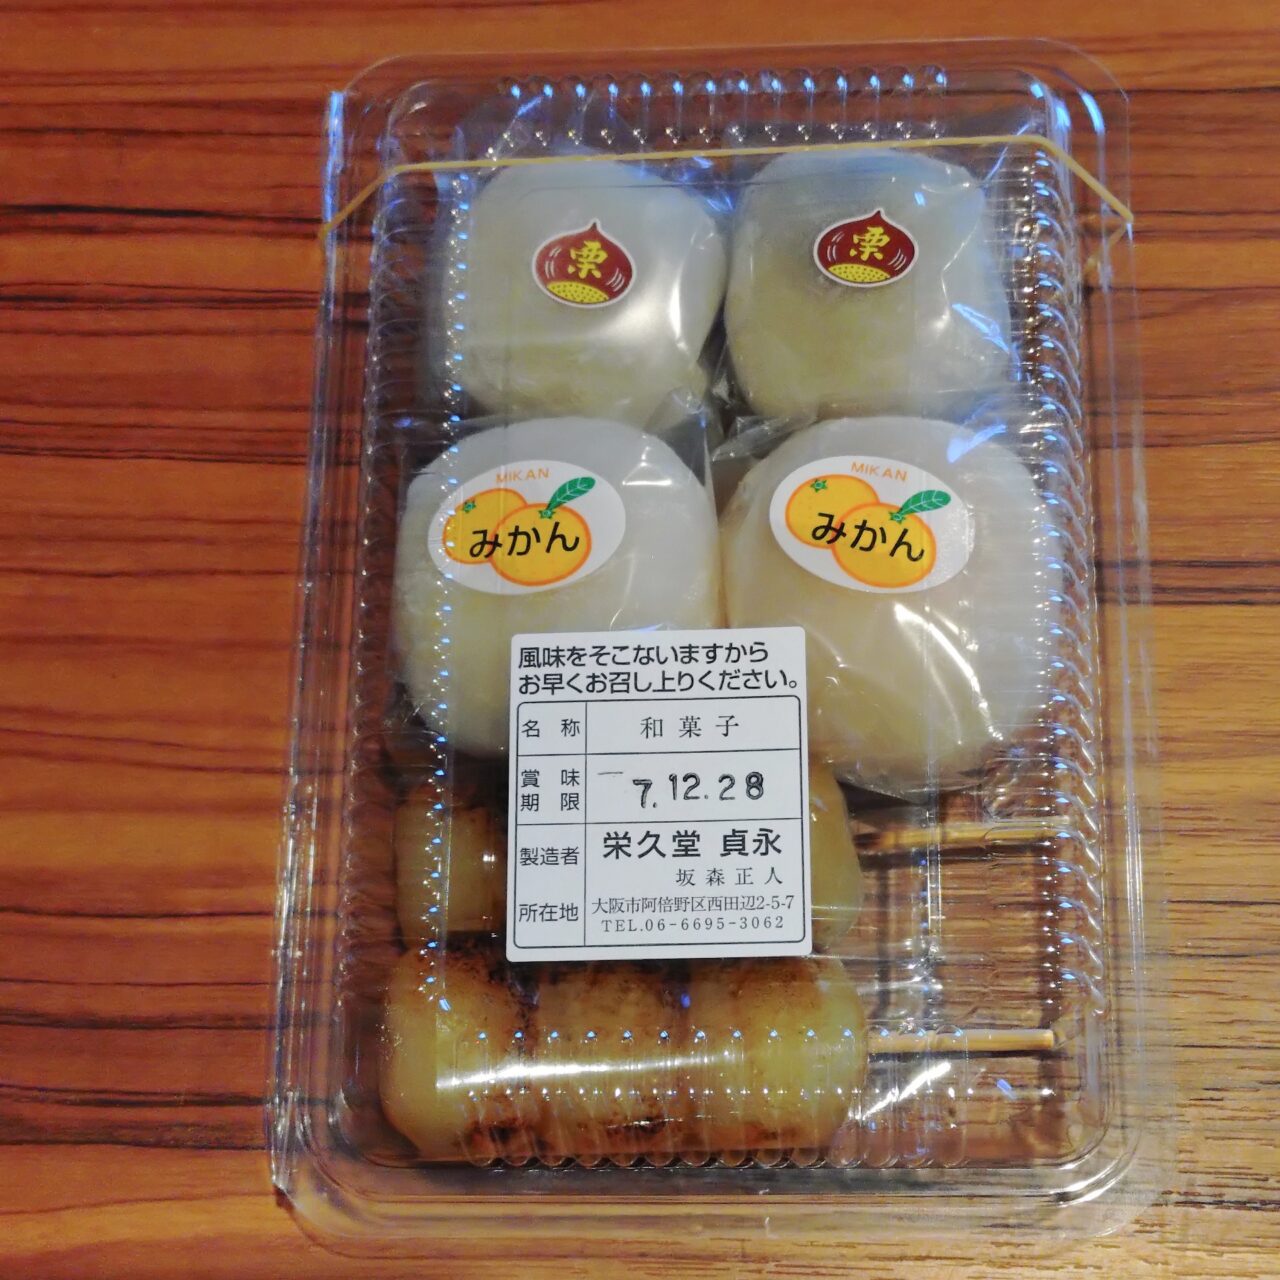 栗
栗
MIKAN
みかん
MIKAN
みかん
風味をそこないますから
お早くお召し上りください。
名称 和菓子
賞味期限 7.12.28
製造者 栄久堂 貞永
坂森正人
所在地 大阪市阿倍野区西田辺2-5-7
TEL.06-6695-3062